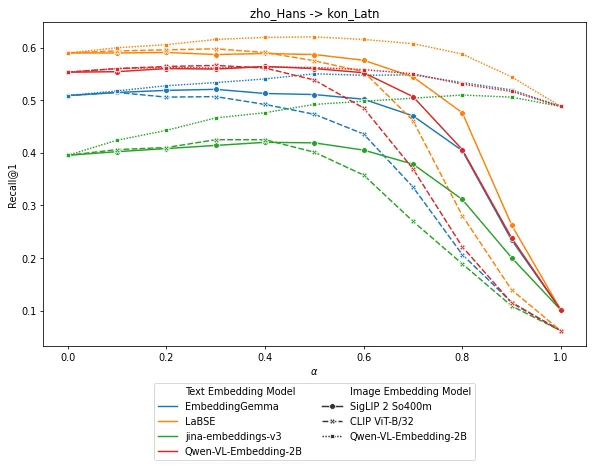 zho_Hans -> kon_Latn
Recall@1
0.6
0.5
0.4
0.3
0.2
0.1
0.0 0.2 0.4 0.6 0.8 1.0
α
Text Embedding Model
EmbeddingGemma
LaBSE
jina-embeddings-v3
Qwen-VL-Embedding-2B
Image Embedding Model
SigLIP 2 So400m
CLIP ViT-B/32
Qwen-VL-Embedding-2B